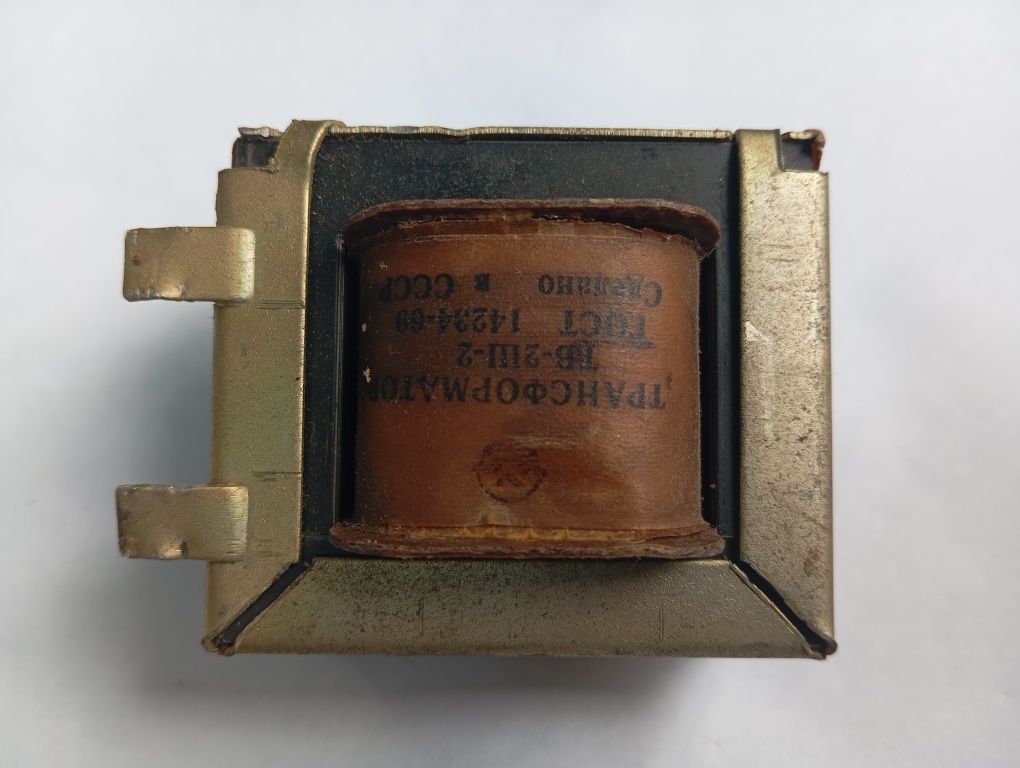 ТРАНСФОРМАТОР
ТВ-2Ш-2
ГОСТ 14234-69
Сделано в СССР